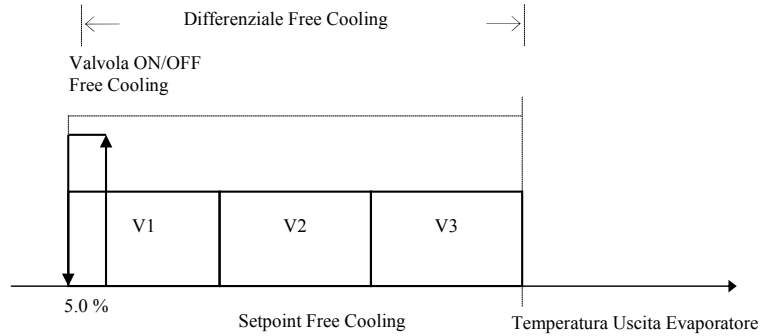 Differenziale Free Cooling
Valvola ON/OFF
Free Cooling
V1
V2
V3
5.0 %
Setpoint Free Cooling
Temperatura Uscita Evaporatore